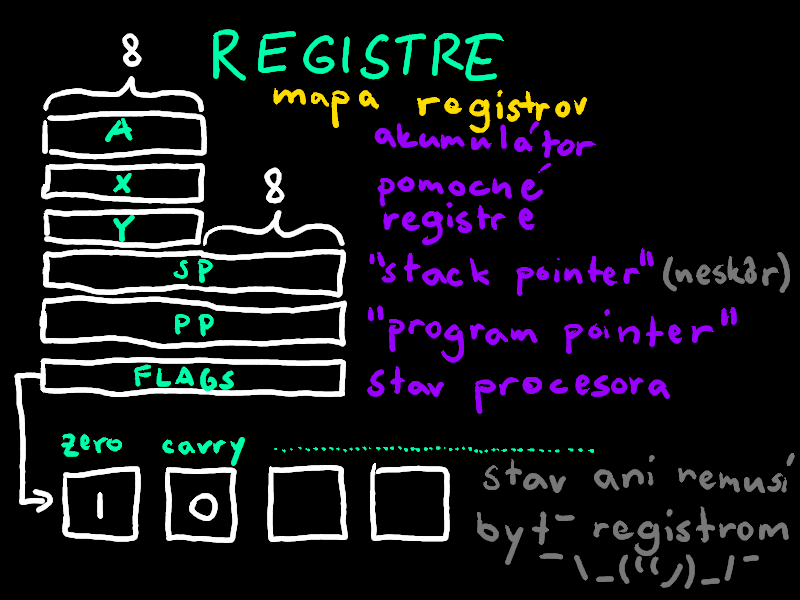 8
REGISTRE
mapa registrov
A akumulátor
X pomocné
8
Y registre
SP "stack pointer" (neskôr)
PP "program pointer"
FLAGS stav procesora
zero carry
1 0
stav ani nemusí
byť registrom
¯\_(ツ)_/¯